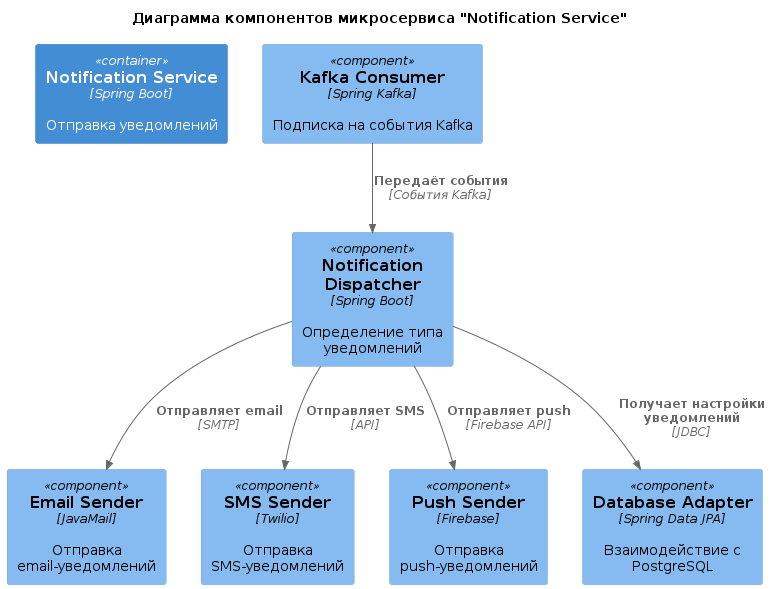 Диаграмма компонентов микросервиса "Notification Service"
«container»
Notification Service
[Spring Boot]
Отправка уведомлений
«component»
Kafka Consumer
[Spring Kafka]
Подписка на события Kafka
Передаёт события
[События Kafka]
«component»
Notification
Dispatcher
[Spring Boot]
Определение типа
уведомлений
Отправляет email
[SMTP]
Отправляет SMS
[API]
Отправляет push
[Firebase API]
Получает настройки
уведомлений
[JDBC]
«component»
Email Sender
[JavaMail]
Отправка
email-уведомлений
«component»
SMS Sender
[Twilio]
Отправка
SMS-уведомлений
«component»
Push Sender
[Firebase]
Отправка
push-уведомлений
«component»
Database Adapter
[Spring Data JPA]
Взаимодействие с
PostgreSQL